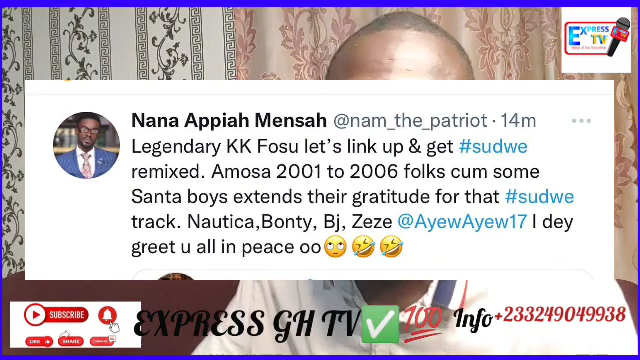 EXPRESS
TV
Nana Appiah Mensah @nam_the_patriot · 14m
Legendary KK Fosu let's link up & get #sudwe
remixed. Amosa 2001 to 2006 folks cum some
Santa boys extends their gratitude for that #sudwe
track. Nautica,Bonty, Bj, Zeze @AyewAyew17 I dey
greet u all in peace oo🙄🤣🤣
SUBSCRIBE
LIKE SHARE
EXPRESS GH TV✅💯 Info+233249049938